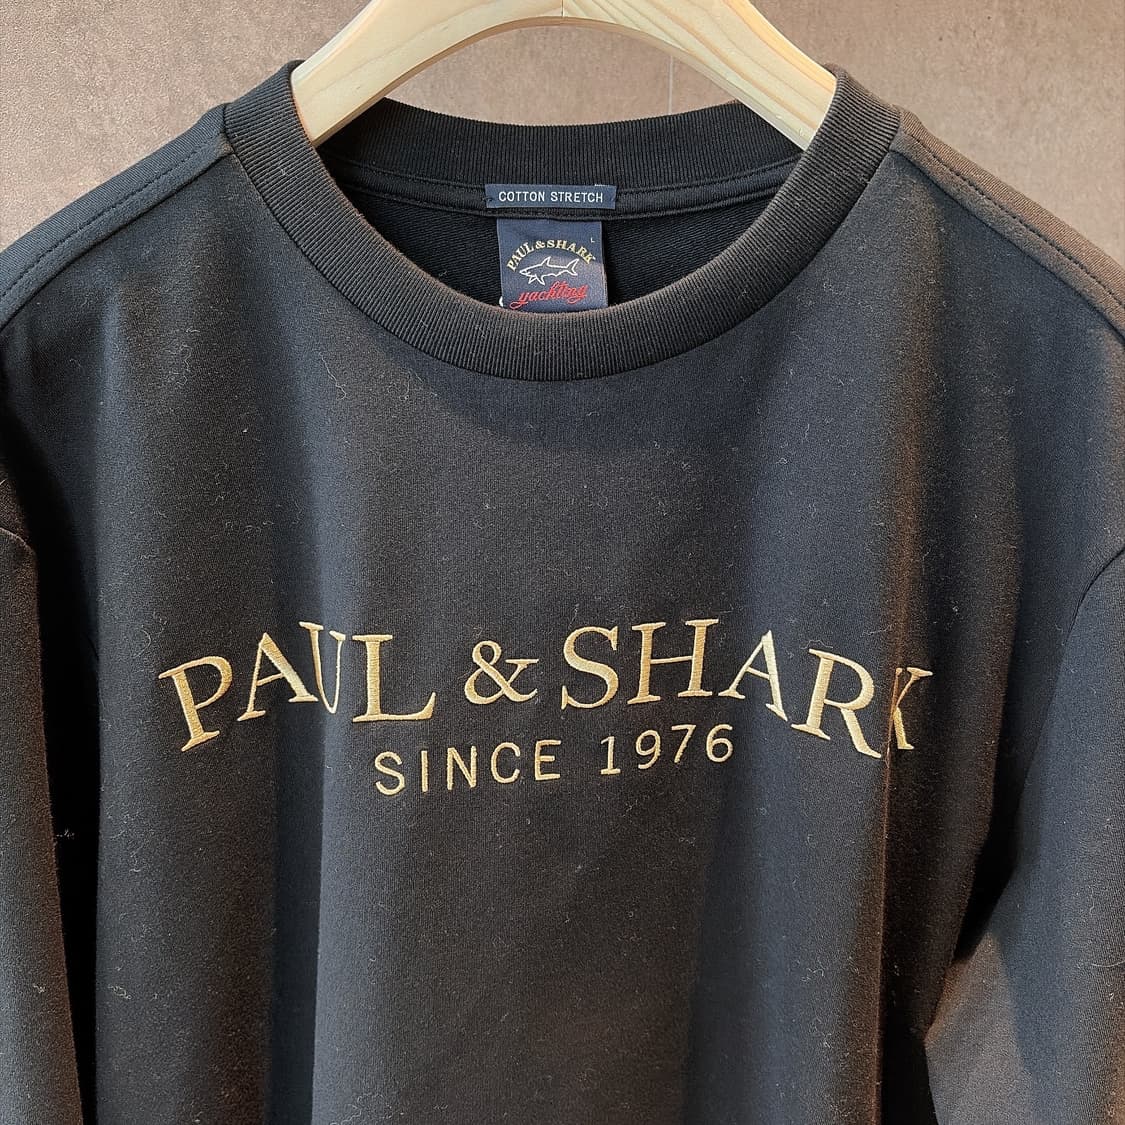 COTTON STRETCH
L
PAUL & SHARK
yachting
PAUL & SHARK
SINCE 1976